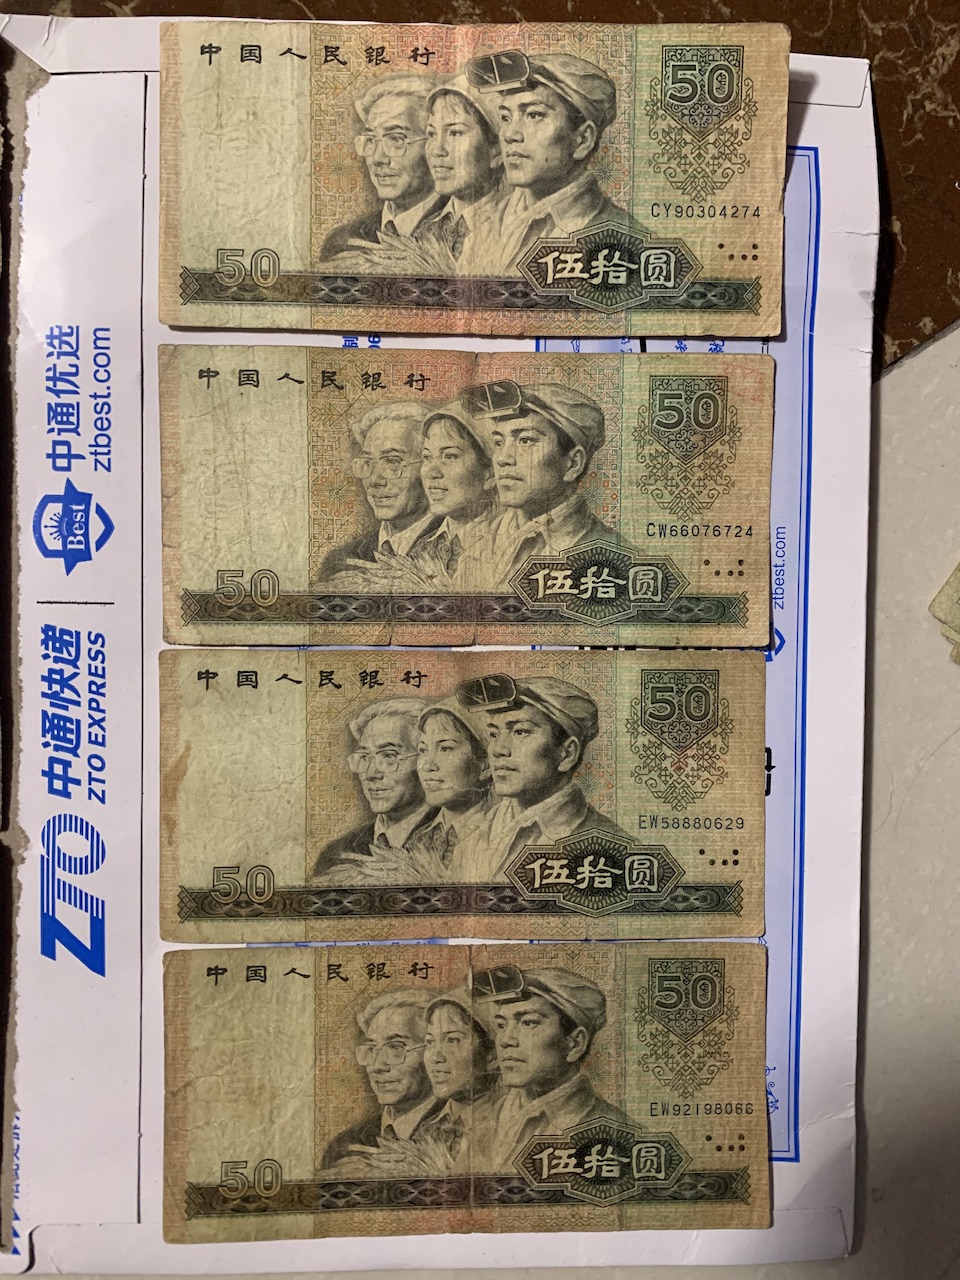 中国人民银行
50
CY90304274
50
伍拾圆
中国人民银行
50
CW66076724
50
伍拾圆
中国人民银行
50
EW58880629
50
伍拾圆
中国人民银行
50
EW92198066
50
伍拾圆
中通优选
ztbest.com
Best
中通快递
ZTO EXPRESS
ZTO
ztbest.com